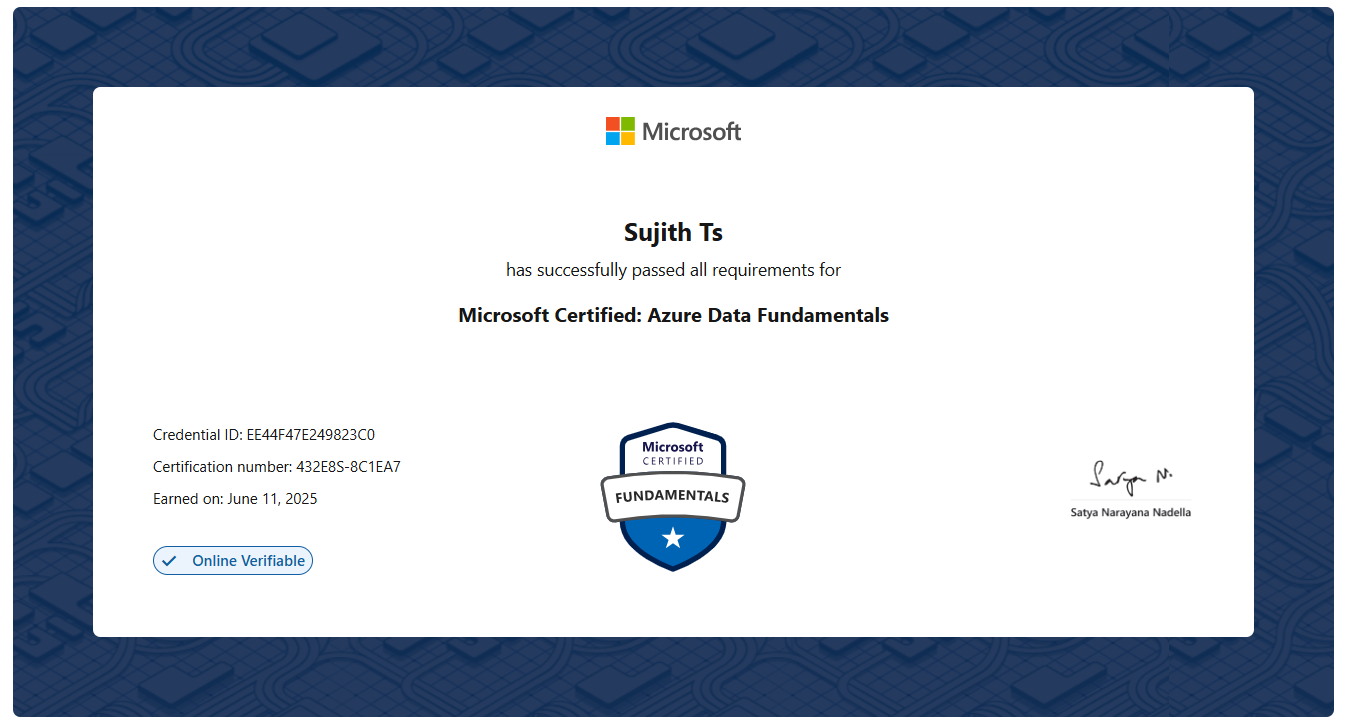 Microsoft
Sujith Ts
has successfully passed all requirements for
Microsoft Certified: Azure Data Fundamentals
Credential ID: EE44F47E249823C0
Certification number: 432E8S-8C1EA7
Earned on: June 11, 2025
Online Verifiable
Microsoft
CERTIFIED
FUNDAMENTALS
Satya N.
Satya Narayana Nadella